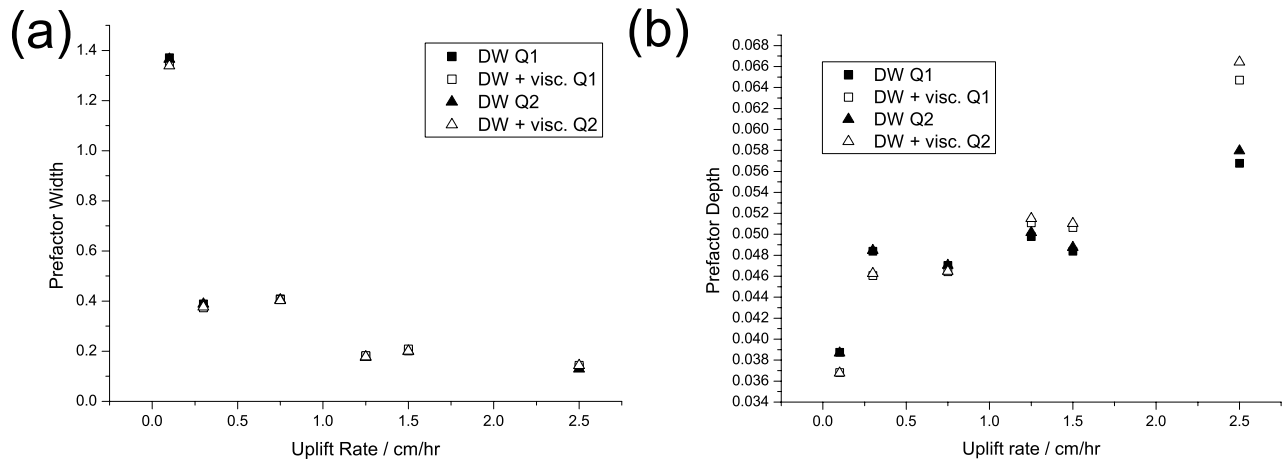 (a)
1.4
1.2
1.0
0.8
0.6
0.4
0.2
0.0
Prefactor Width
DW Q1
DW + visc. Q1
DW Q2
DW + visc. Q2
0.0 0.5 1.0 1.5 2.0 2.5
Uplift Rate / cm/hr
(b)
0.068
0.066
0.064
0.062
0.060
0.058
0.056
0.054
0.052
0.050
0.048
0.046
0.044
0.042
0.040
0.038
0.036
0.034
Prefactor Depth
DW Q1
DW + visc. Q1
DW Q2
DW + visc. Q2
0.0 0.5 1.0 1.5 2.0 2.5
Uplift rate / cm/hr